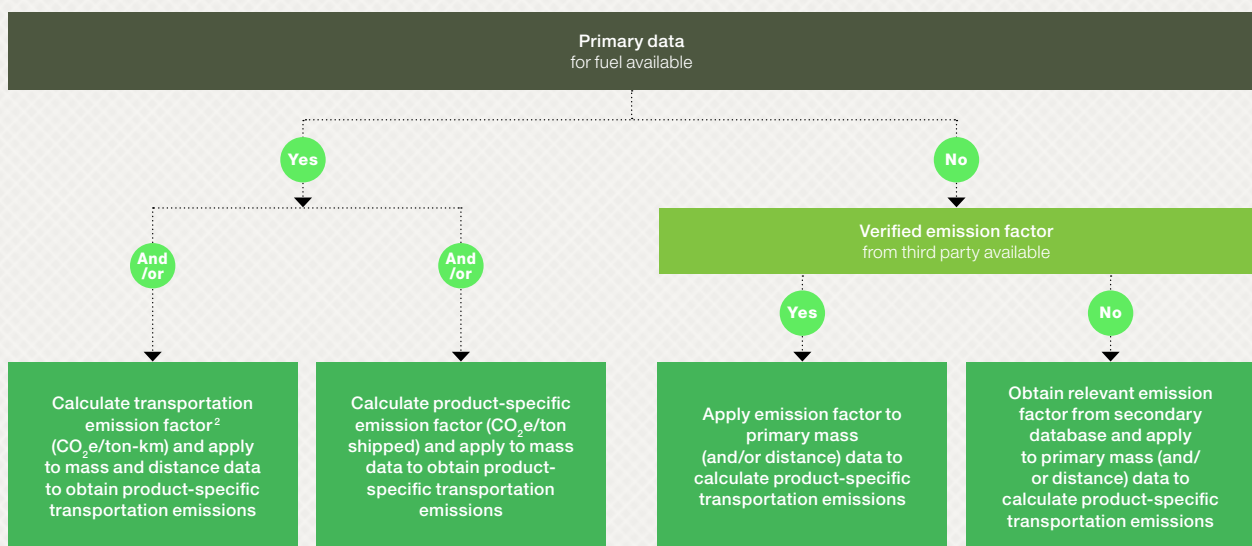 Primary data
for fuel available
Yes
No
And
/or
And
/or
Verified emission factor
from third party available
Yes
No
Calculate transportation
emission factor²
(CO₂e/ton-km) and apply
to mass and distance data
to obtain product-specific
transportation emissions
Calculate product-specific
emission factor (CO₂e/ton
shipped) and apply to mass
data to obtain product-
specific transportation
emissions
Apply emission factor to
primary mass
(and/or distance) data to
calculate product-specific
transportation emissions
Obtain relevant emission
factor from secondary
database and apply
to primary mass (and/
or distance) data to
calculate product-specific
transportation emissions